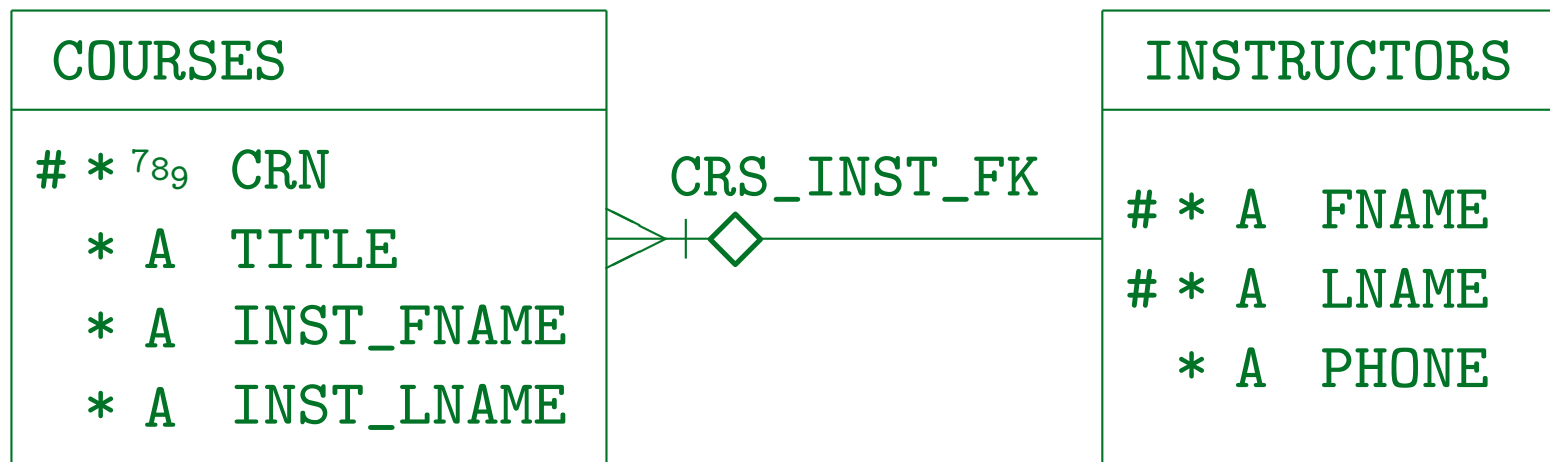 COURSES
# * 789 CRN
* A TITLE
* A INST_FNAME
* A INST_LNAME
CRS_INST_FK
INSTRUCTORS
# * A FNAME
# * A LNAME
* A PHONE